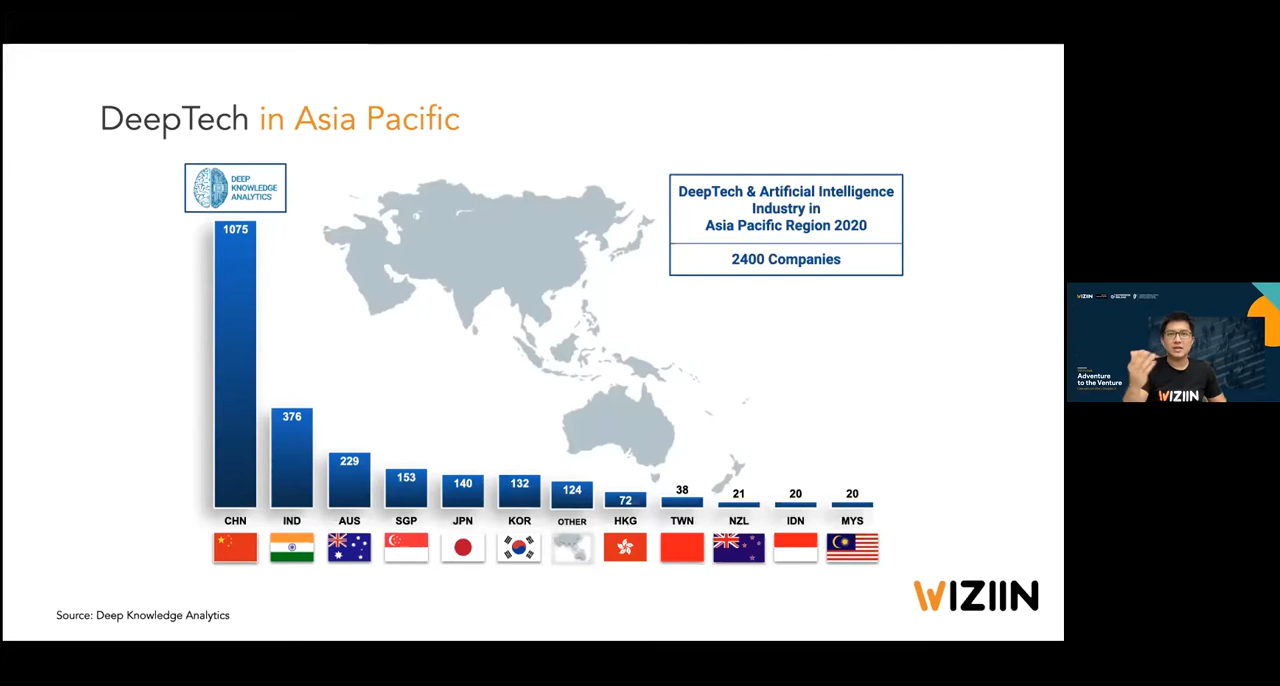 DeepTech in Asia Pacific
DEEP
KNOWLEDGE
ANALYTICS
DeepTech & Artificial Intelligence
Industry in
Asia Pacific Region 2020
2400 Companies
1075
376
229
153
140
132
124
72
38
21
20
20
CHN
IND
AUS
SGP
JPN
KOR
OTHER
HKG
TWN
NZL
IDN
MYS
WIZIIN
Source: Deep Knowledge Analytics
WIZIIN
Adventure
to the Venture
WIZIIN